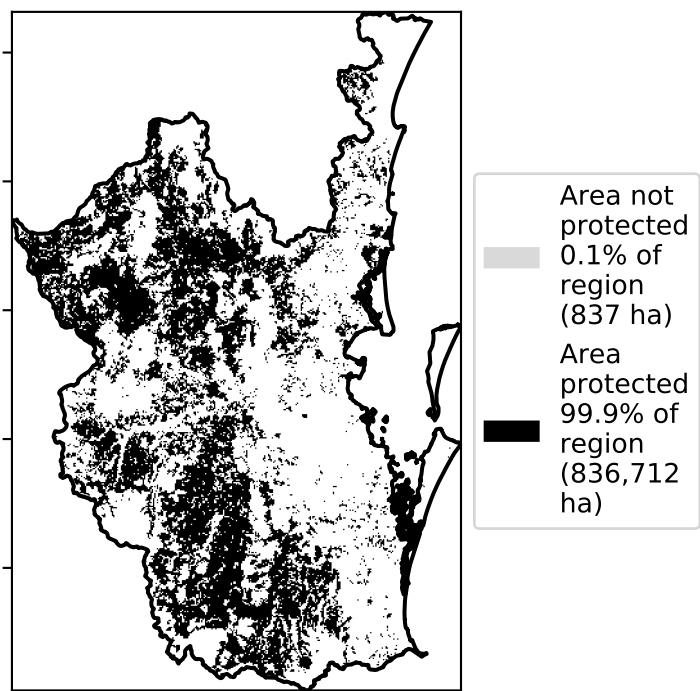 Area not
protected
0.1% of
region
(837 ha)
Area
protected
99.9% of
region
(836,712
ha)